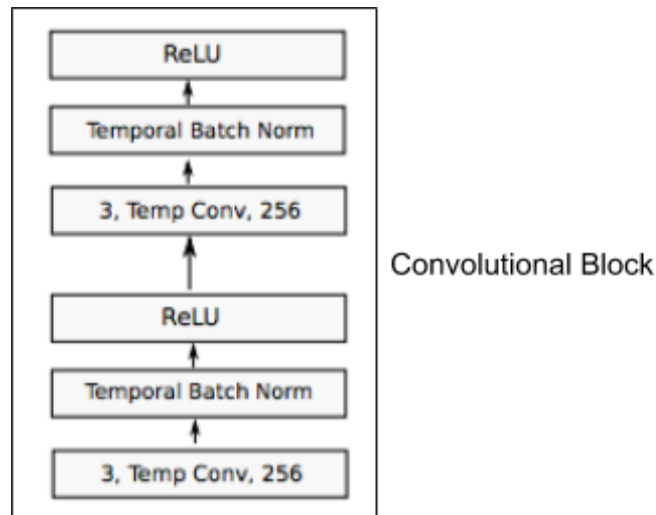 ReLU
Temporal Batch Norm
3, Temp Conv, 256
Convolutional Block
ReLU
Temporal Batch Norm
3, Temp Conv, 256